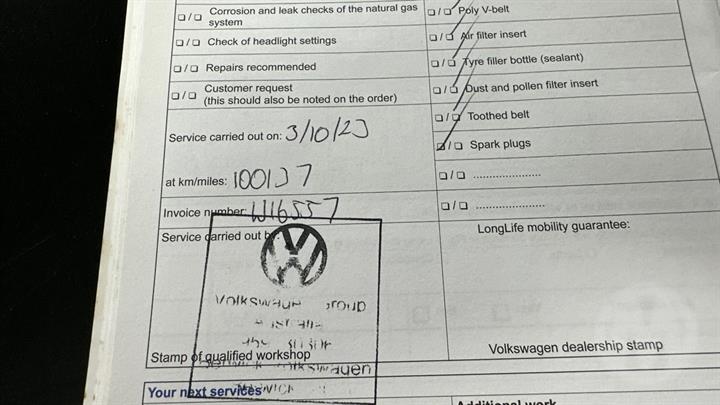 ☐ / ☐ Corrosion and leak checks of the natural gas system
☐ / ☐ Check of headlight settings
☐ / ☐ Repairs recommended
☐ / ☐ Customer request
(this should also be noted on the order)
Service carried out on: 3/10/23
at km/miles:
Invoice number: W16557
Service carried out by:
Volkswagen Group
Stamp of qualified workshop
Your next services
☐ / ☐ Poly V-belt
☐ / ☐ Air filter insert
☐ / ☐ Tyre filler bottle (sealant)
☐ / ☐ Dust and pollen filter insert
☐ / ☐ Toothed belt
☑ / ☐ Spark plugs
☐ / ☐ ......................
☐ / ☐ ......................
LongLife mobility guarantee:
Volkswagen dealership stamp
Additional work